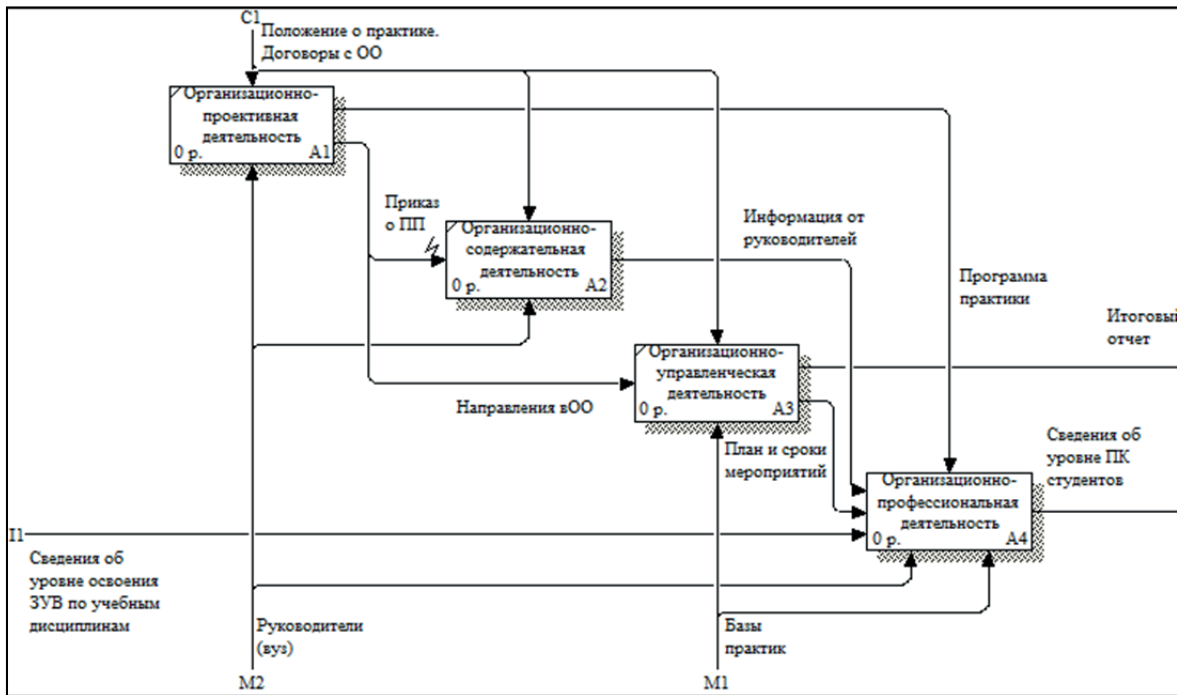 C1
Положение о практике.
Договоры с ОО
Организационно-
проективная
деятельность
0 р.
A1
Приказ
о ПП
Организационно-
содержательная
деятельность
0 р.
A2
Информация от
руководителей
Программа
практики
Итоговый
отчет
Организационно-
управленческая
деятельность
0 р.
A3
Направления вОО
План и сроки
мероприятий
Сведения об
уровне ПК
студентов
Организационно-
профессиональная
деятельность
0 р.
A4
I1
Сведения об
уровне освоения
ЗУВ по учебным
дисциплинам
Руководители
(вуз)
Базы
практик
M2
M1